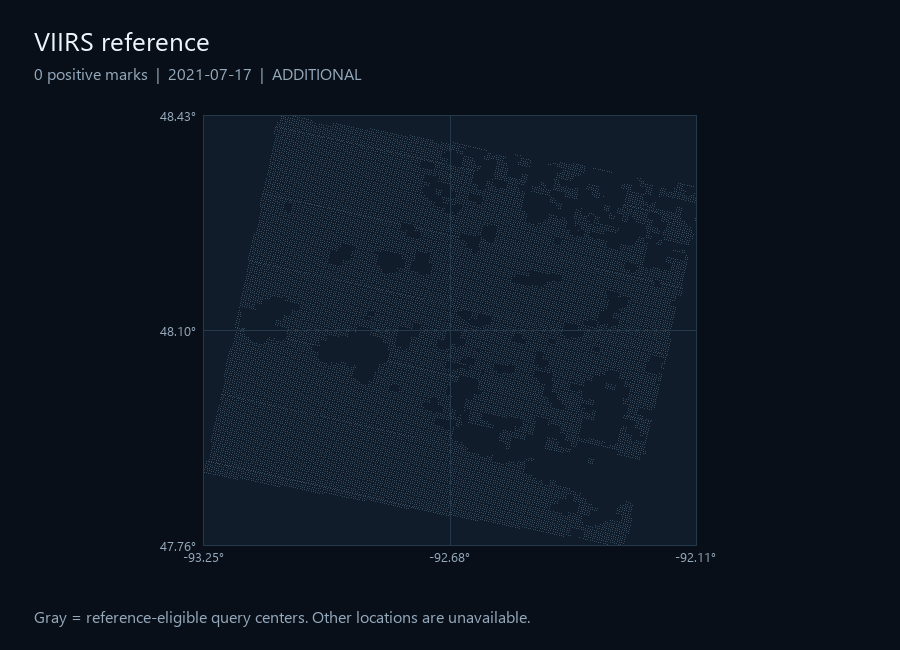 VIIRS reference
0 positive marks | 2021-07-17 | ADDITIONAL
48.43°
48.10°
47.76°
-93.25°
-92.68°
-92.11°
Gray = reference-eligible query centers. Other locations are unavailable.